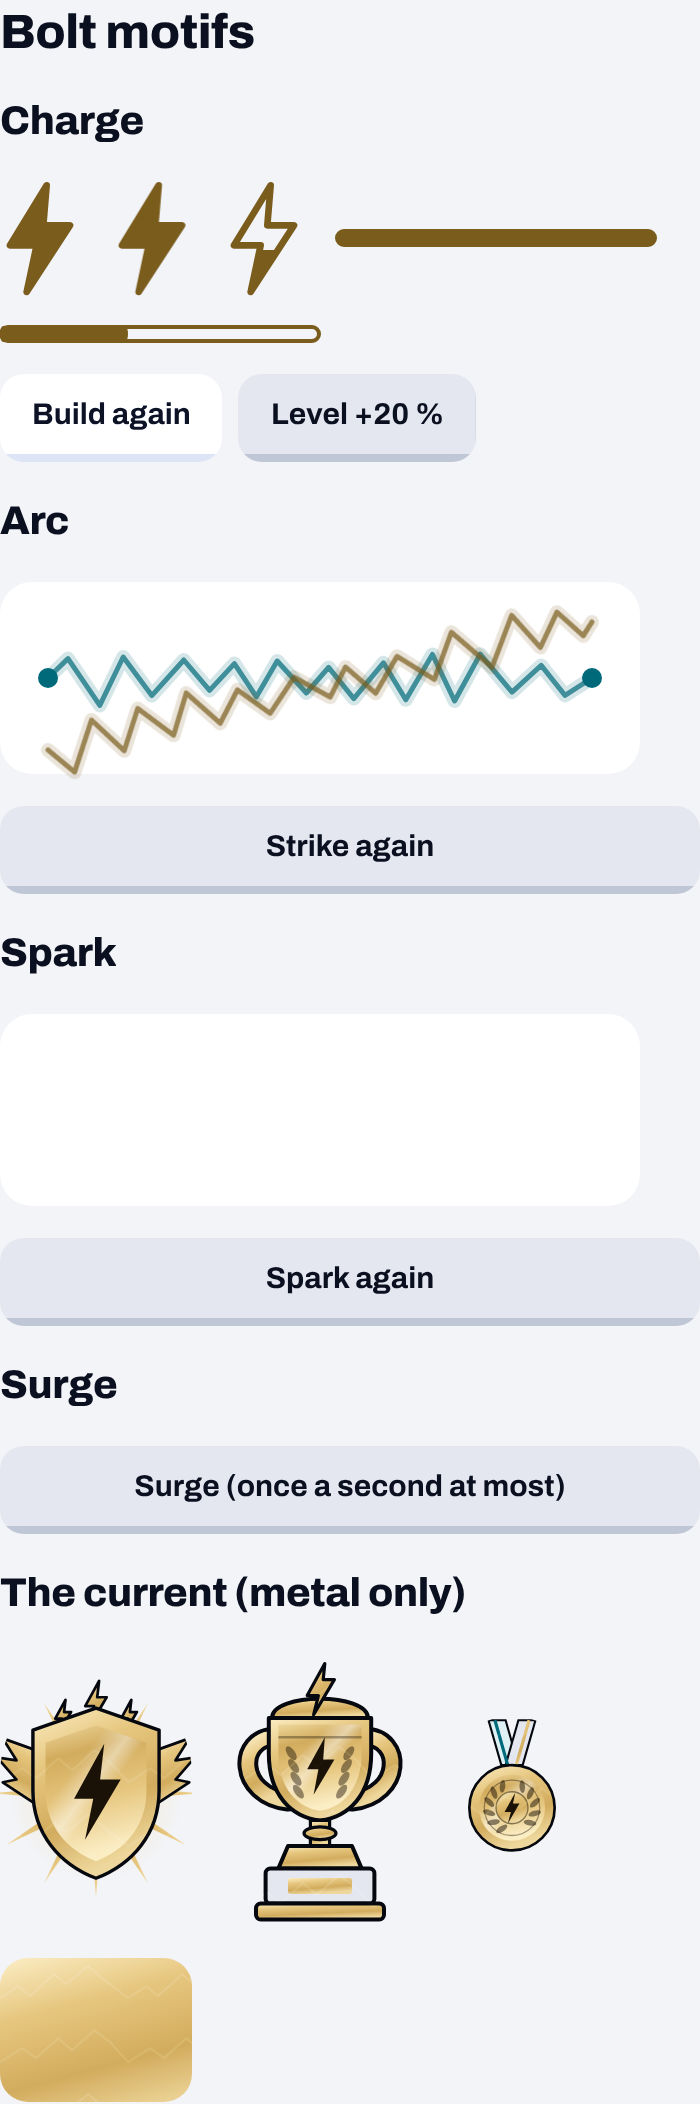 Bolt motifs
Charge
Build again
Level +20 %
Arc
Strike again
Spark
Spark again
Surge
Surge (once a second at most)
The current (metal only)